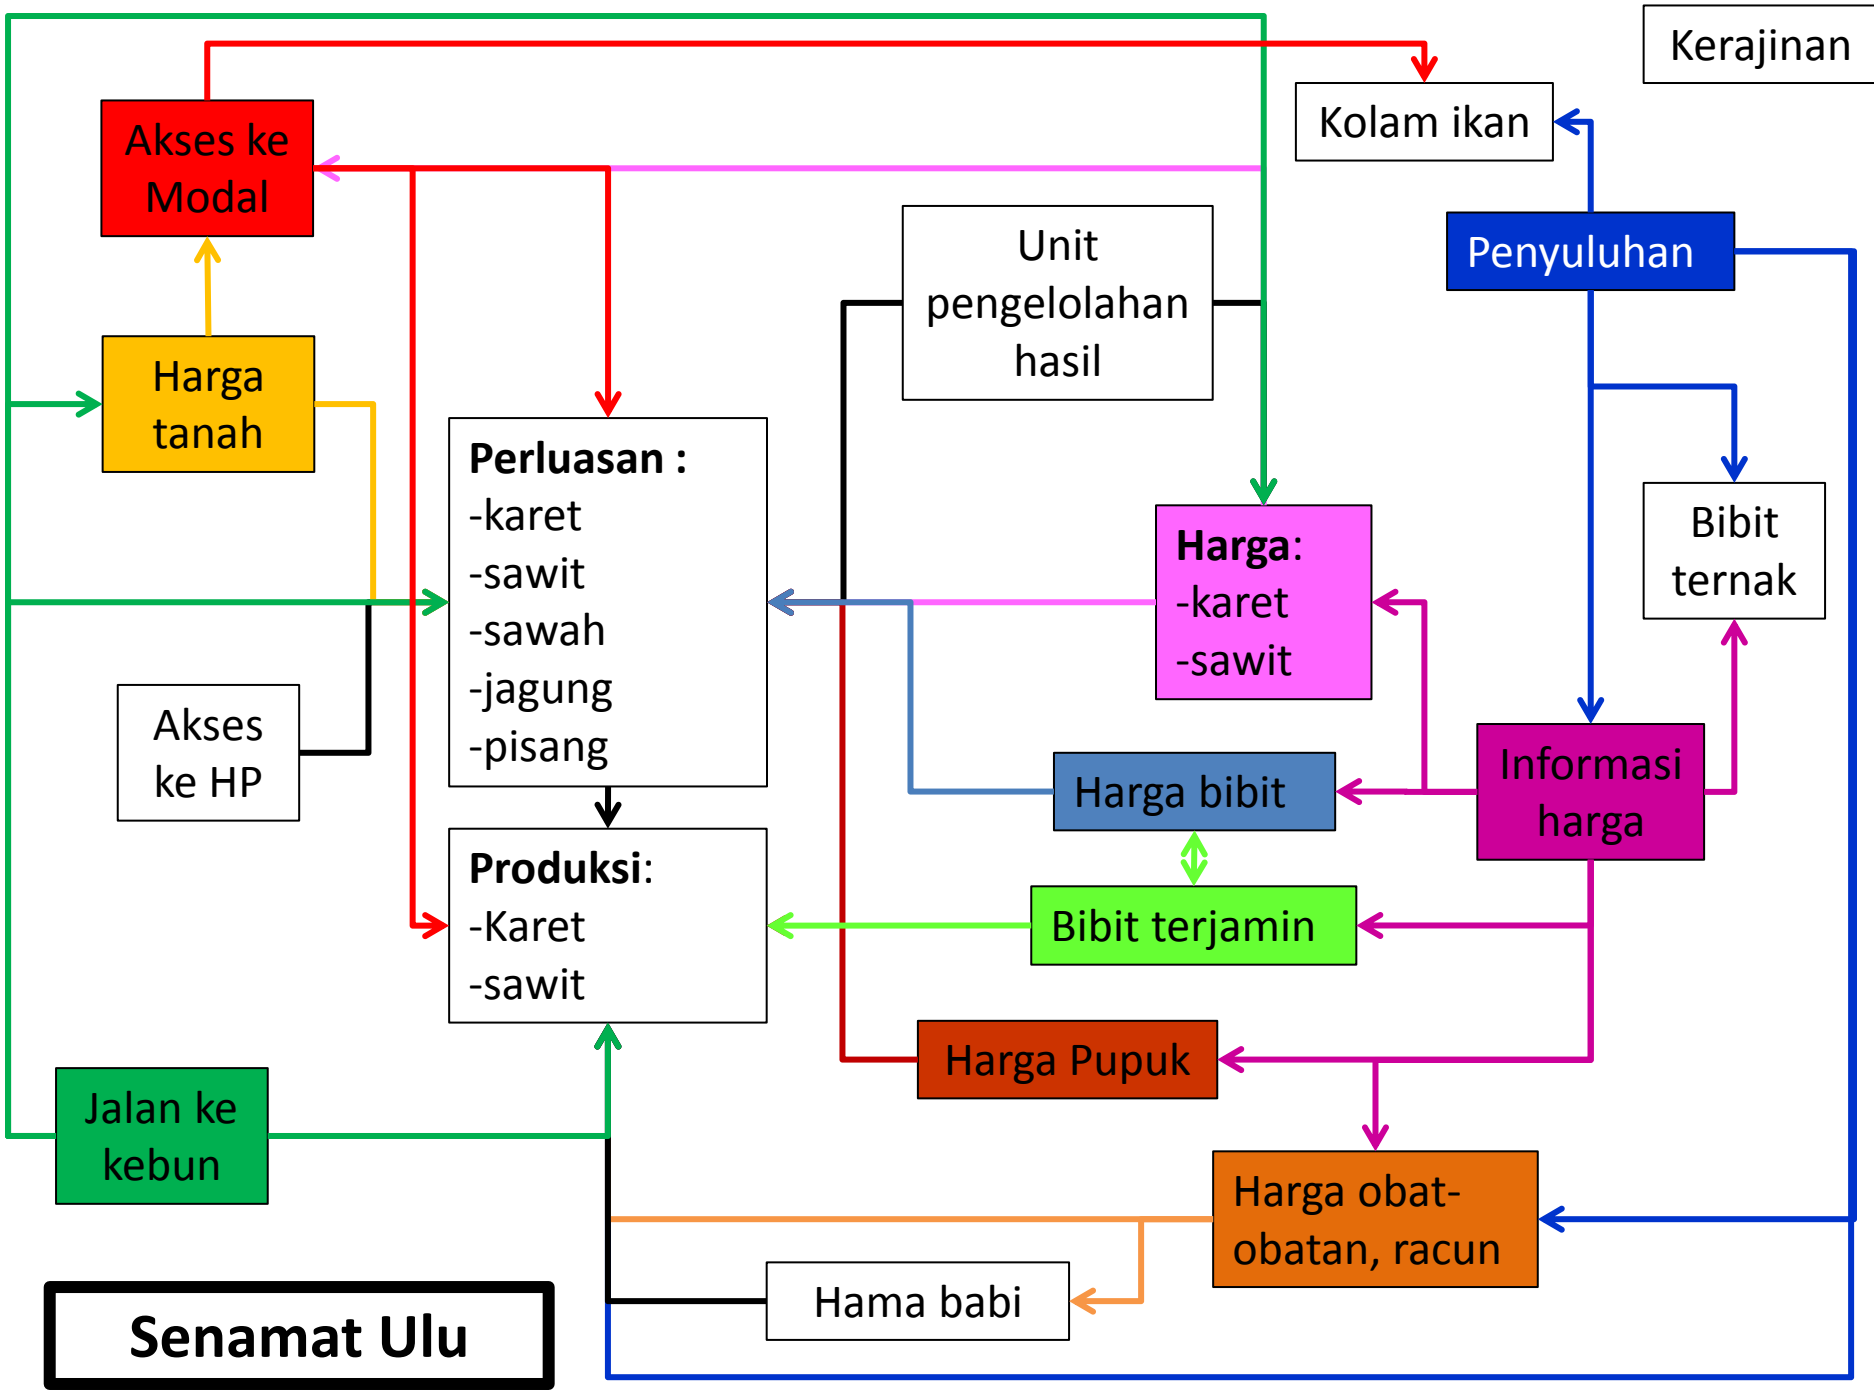 Kerajinan
Kolam ikan
Akses ke
Modal
Unit
pengelolahan
hasil
Penyuluhan
Harga
tanah
Perluasan :
-karet
-sawit
-sawah
-jagung
-pisang
Harga:
-karet
-sawit
Bibit
ternak
Akses
ke HP
Harga bibit
Informasi
harga
Produksi:
-Karet
-sawit
Bibit terjamin
Harga Pupuk
Jalan ke
kebun
Harga obat-
obatan, racun
Hama babi
Senamat Ulu